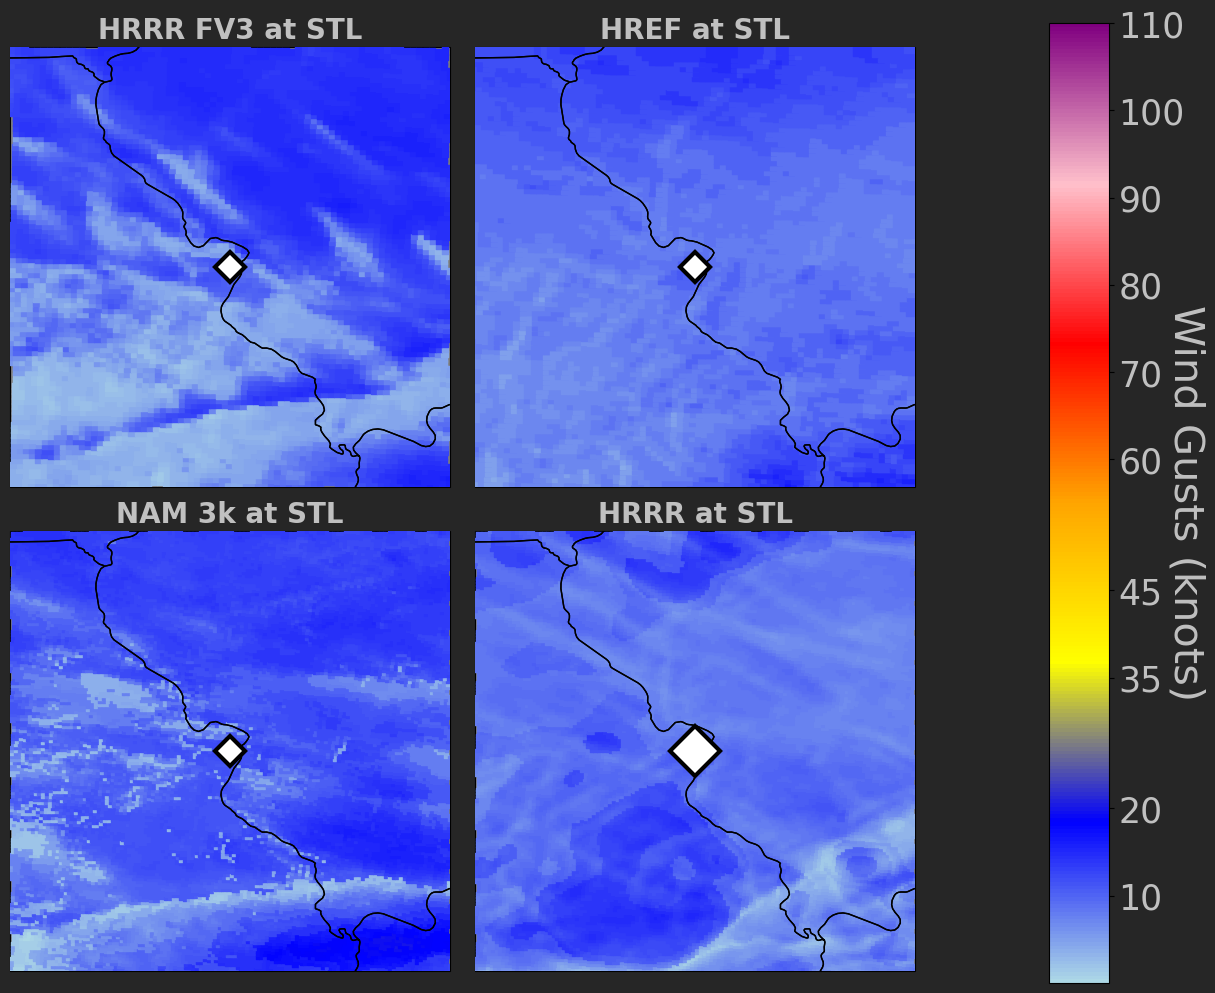 HRRR FV3 at STL
HREF at STL
NAM 3k at STL
HRRR at STL
110
100
90
80
70
60
45
35
20
10
Wind Gusts (knots)